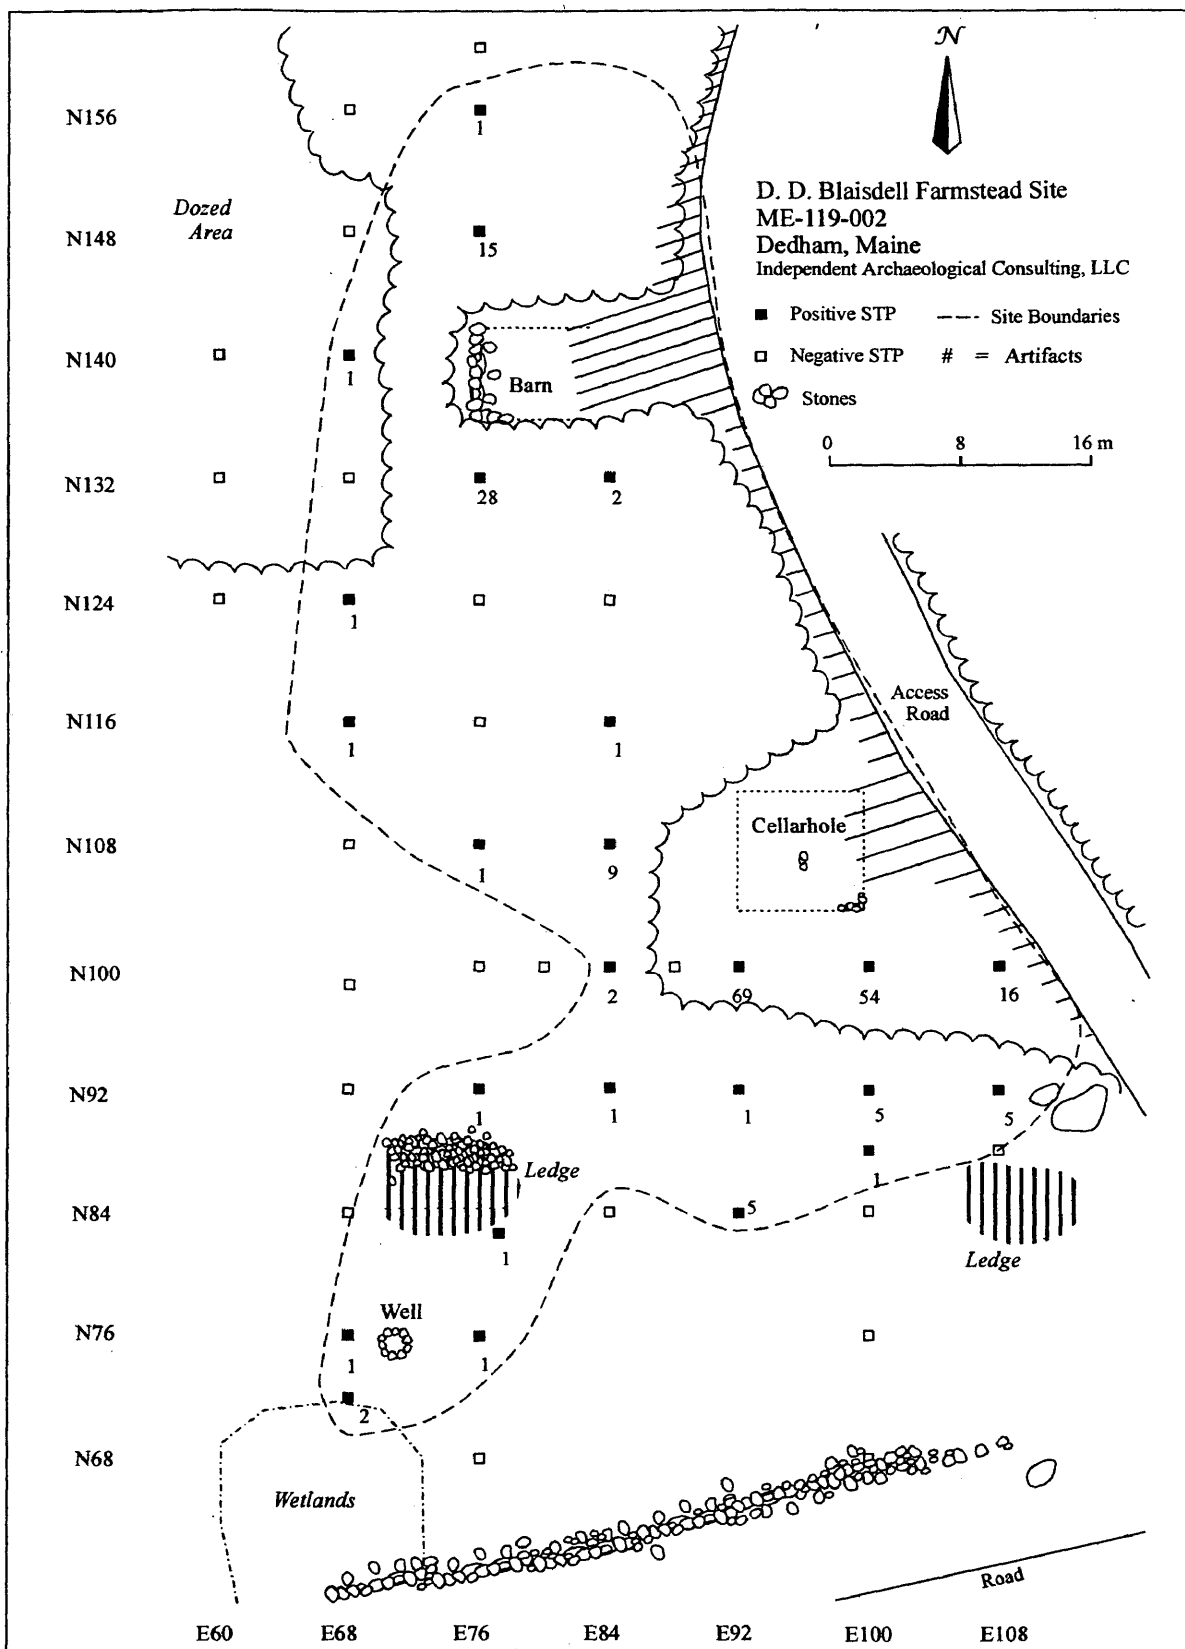 N
N156
1
D. D. Blaisdell Farmstead Site
ME-119-002
Dedham, Maine
Independent Archaeological Consulting, LLC
Dozed
Area
N148
15
Positive STP
Site Boundaries
Negative STP
# = Artifacts
Stones
N140
1
Barn
0 8 16 m
N132
28 2
N124
1
Access
Road
N116
1 1
Cellarhole
N108
1 9
N100
2 69 54 16
N92
1 1 1 5 5
Ledge
1
N84
5
1
Ledge
Well
N76
1 1
2
N68
Wetlands
Road
E60 E68 E76 E84 E92 E100 E108